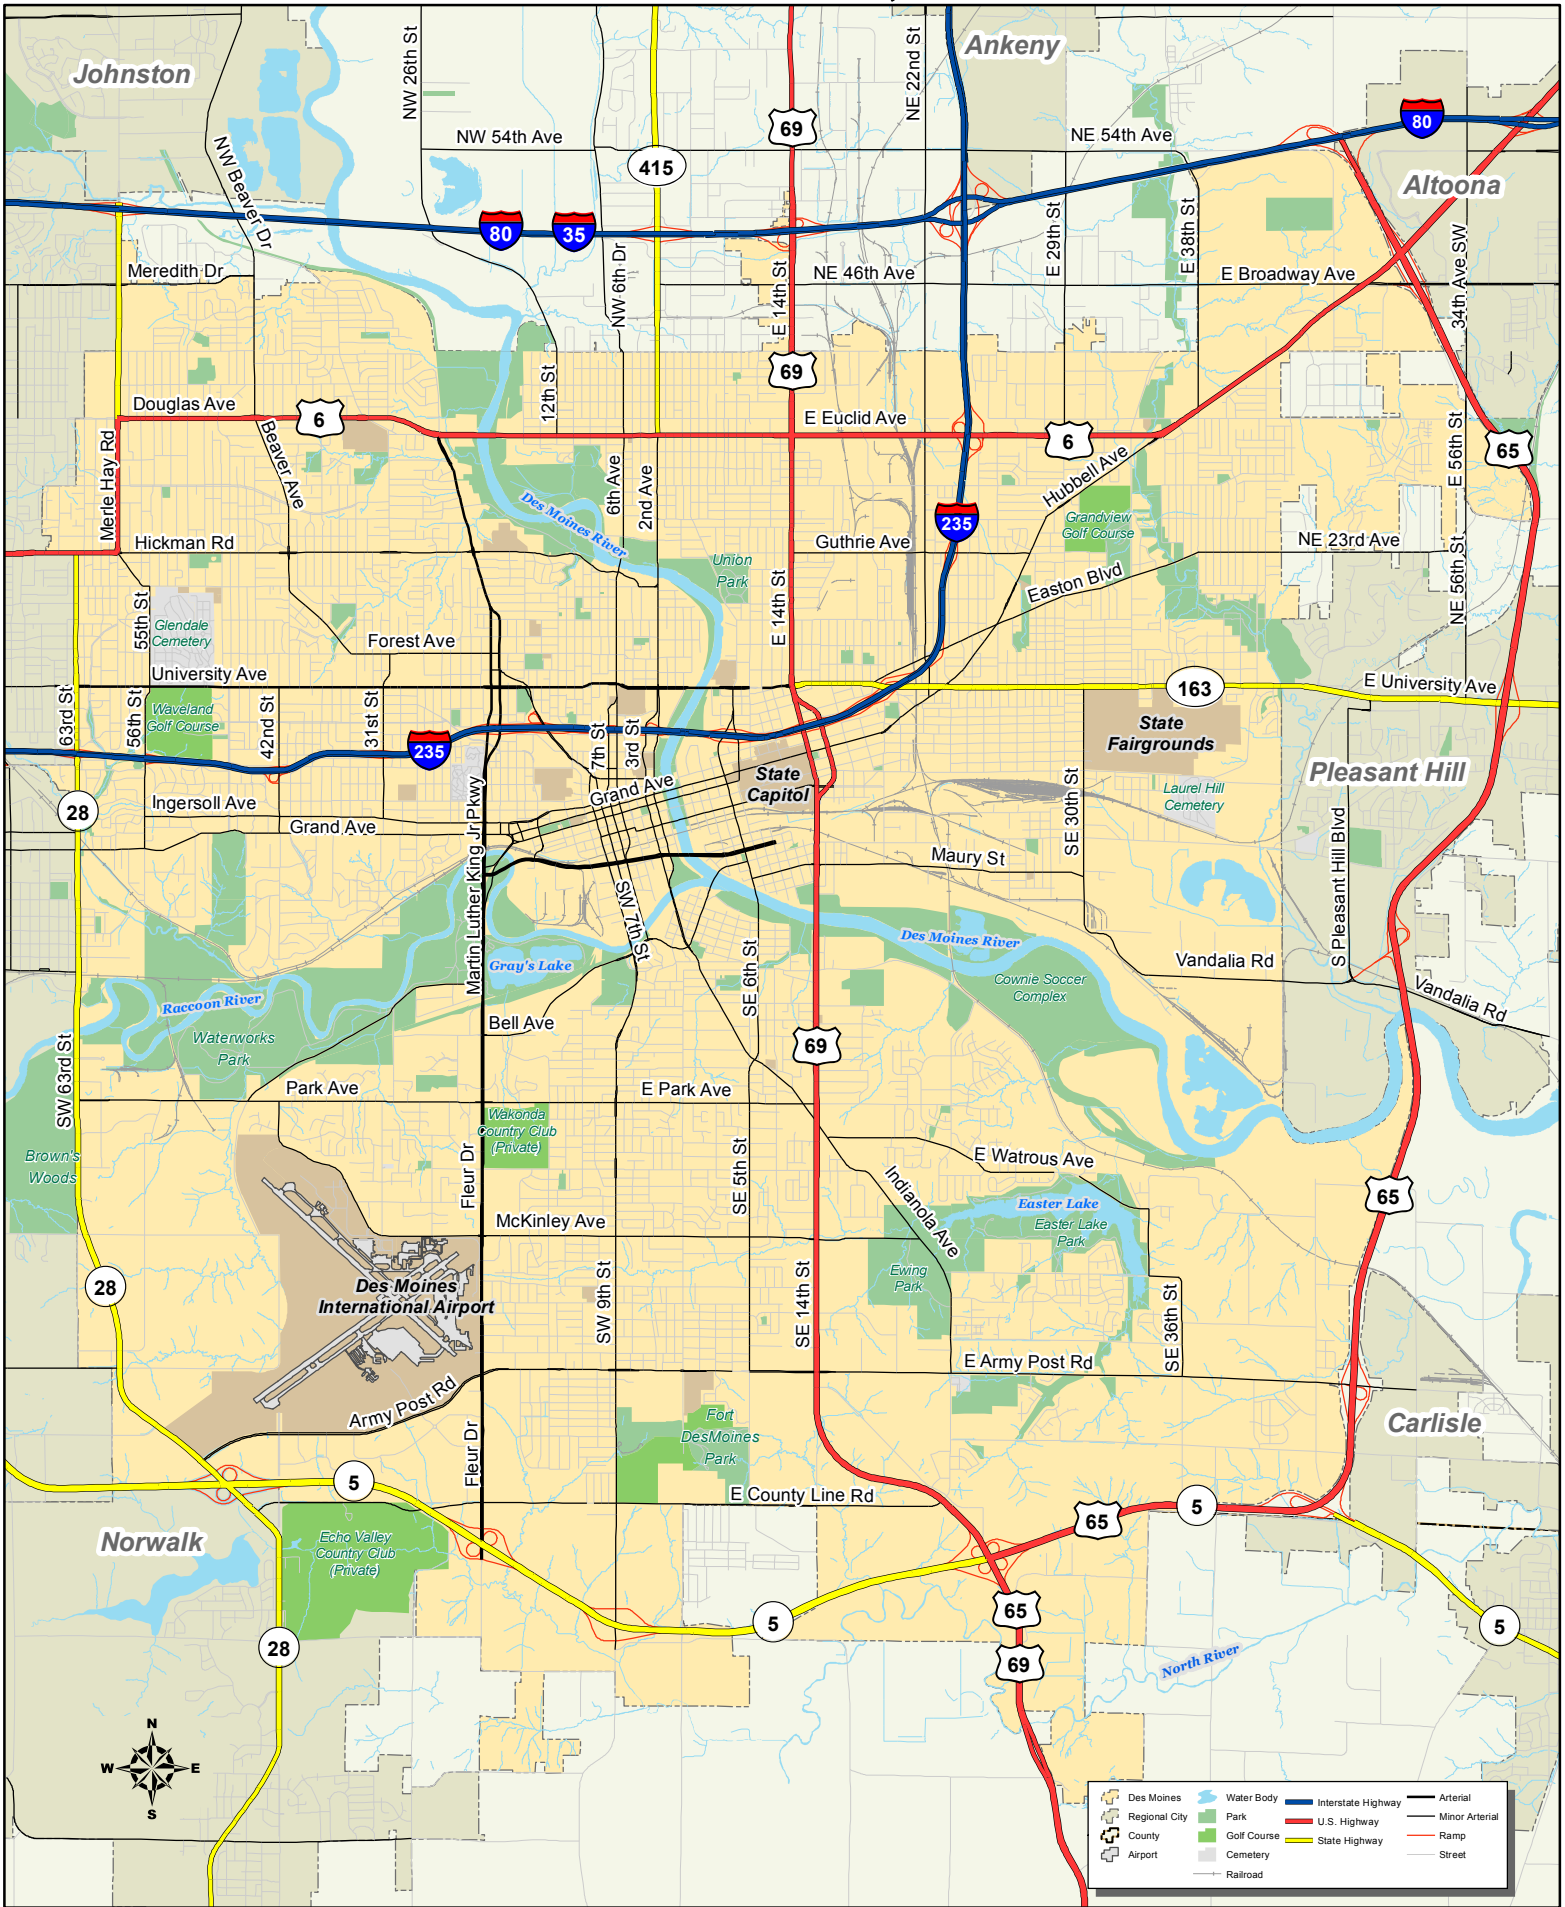 Johnston
Ankeny
NW 26th St
NE 22nd St
69
NW 54th Ave
NE 54th Ave
80
415
NW Beaver Dr
Altoona
80
35
E 29th St
E 38th St
34th Ave SW
NW 6th Dr
E 14th St
Meredith Dr
NE 46th Ave
E Broadway Ave
65
69
12th St
Douglas Ave
6
E Euclid Ave
6
Merle Hay Rd
Beaver Ave
6th Ave
2nd Ave
Hubbell Ave
E 56th St
65
Des Moines River
235
Grandview
Golf Course
Hickman Rd
Guthrie Ave
NE 23rd Ave
Union
Park
E 14th St
Easton Blvd
NE 56th St
55th St
Glendale
Cemetery
Forest Ave
University Ave
163
E University Ave
63rd St
56th St
Waveland
Golf Course
42nd St
31st St
235
7th St
3rd St
State
Fairgrounds
State
Capitol
Pleasant Hill
Grand Ave
Laurel Hill
Cemetery
28
Ingersoll Ave
Grand Ave
Martin Luther King Jr Pkwy
SE 30th St
S Pleasant Hill Blvd
Maury St
SW 7th St
Des Moines River
Gray's Lake
SE 6th St
Vandalia Rd
Cownie Soccer
Complex
Vandalia Rd
Raccoon River
Waterworks
Park
Bell Ave
69
SW 63rd St
Park Ave
E Park Ave
Wakonda
Country Club
(Private)
Brown's
Woods
Fleur Dr
SE 5th St
E Watrous Ave
Indianola Ave
65
Easter Lake
Easter Lake
Park
McKinley Ave
Ewing
Park
28
Des Moines
International Airport
SW 9th St
SE 14th St
SE 36th St
E Army Post Rd
Army Post Rd
Fort
DesMoines
Park
Carlisle
Fleur Dr
5
E County Line Rd
65
5
Norwalk
Echo Valley
Country Club
(Private)
65
5
5
28
69
North River
N
W E
S
Des Moines
Regional City
County
Airport
Water Body
Park
Golf Course
Cemetery
Railroad
Interstate Highway
U.S. Highway
State Highway
Arterial
Minor Arterial
Ramp
Street